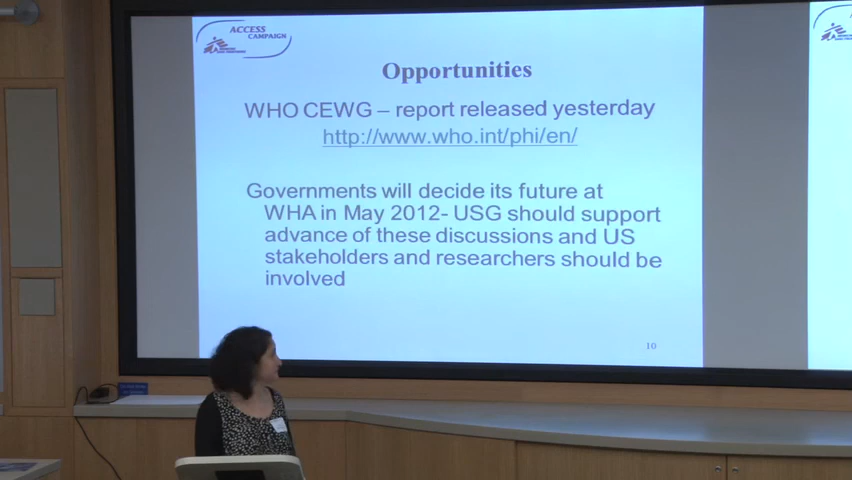 ACCESS
CAMPAIGN
Opportunities
WHO CEWG – report released yesterday
http://www.who.int/phi/en/
Governments will decide its future at
WHA in May 2012- USG should support
advance of these discussions and US
stakeholders and researchers should be
involved
10